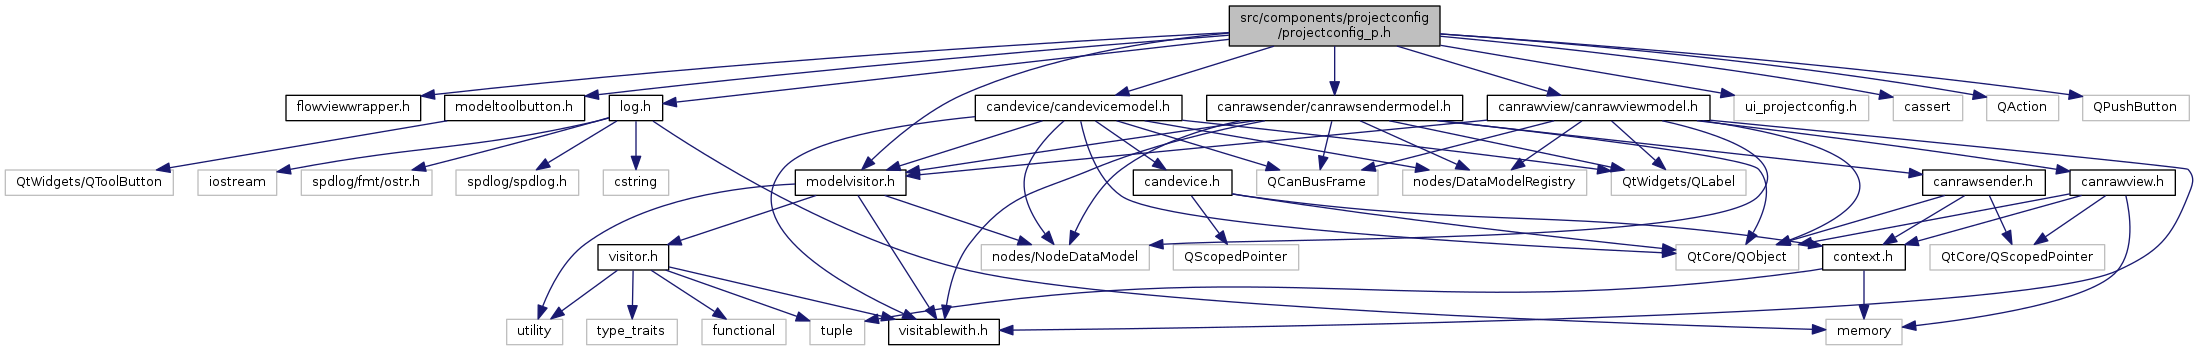 src/components/projectconfig
/projectconfig_p.h
flowviewwrapper.h
modeltoolbutton.h
log.h
candevice/candevicemodel.h
canrawsender/canrawsendermodel.h
canrawview/canrawviewmodel.h
ui_projectconfig.h
cassert
QAction
QPushButton
QtWidgets/QToolButton
iostream
spdlog/fmt/ostr.h
spdlog/spdlog.h
cstring
modelvisitor.h
candevice.h
QCanBusFrame
nodes/DataModelRegistry
QtWidgets/QLabel
canrawsender.h
canrawview.h
visitor.h
nodes/NodeDataModel
QScopedPointer
QtCore/QObject
context.h
QtCore/QScopedPointer
utility
type_traits
functional
tuple
visitablewith.h
memory